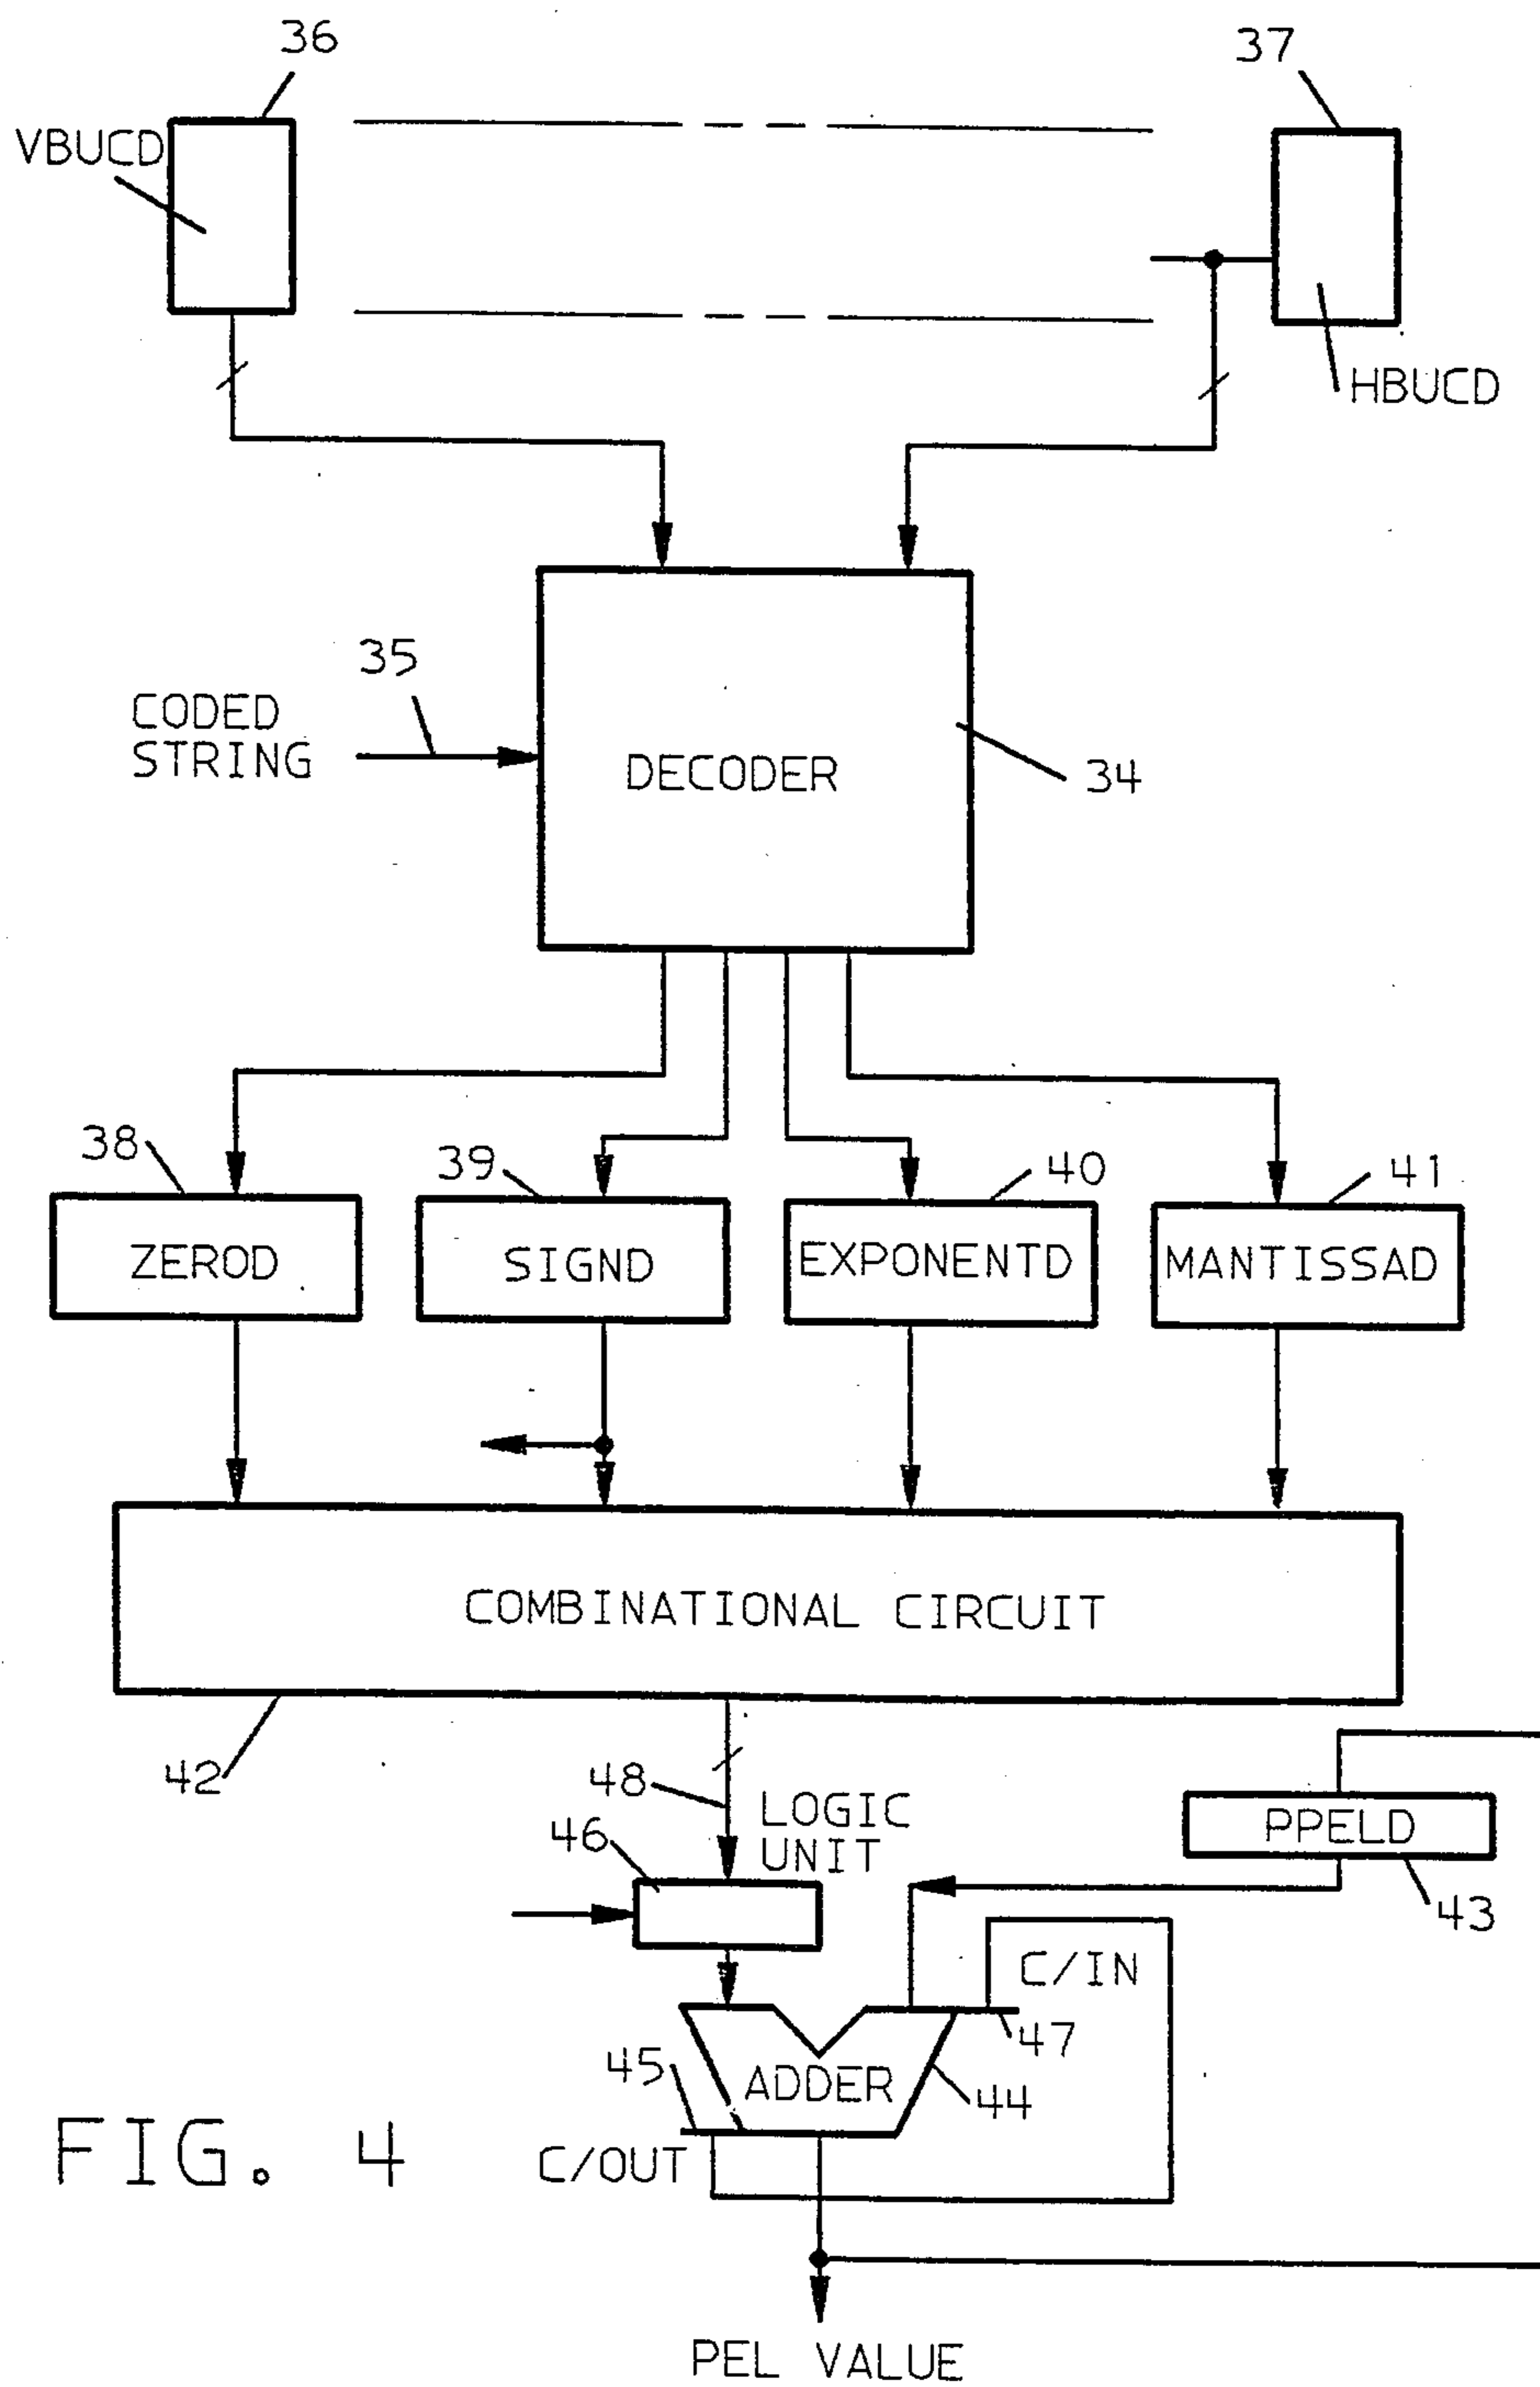 36
37
VBUCD
HBUCD
35
CODED
STRING
DECODER
34
38
39
40
41
ZEROD
SIGND
EXPONENTD
MANTISSAD
COMBINATIONAL CIRCUIT
42
48
LOGIC
UNIT
46
PPELD
43
C/IN
47
45
ADDER
44
C/OUT
FIG. 4
PEL VALUE